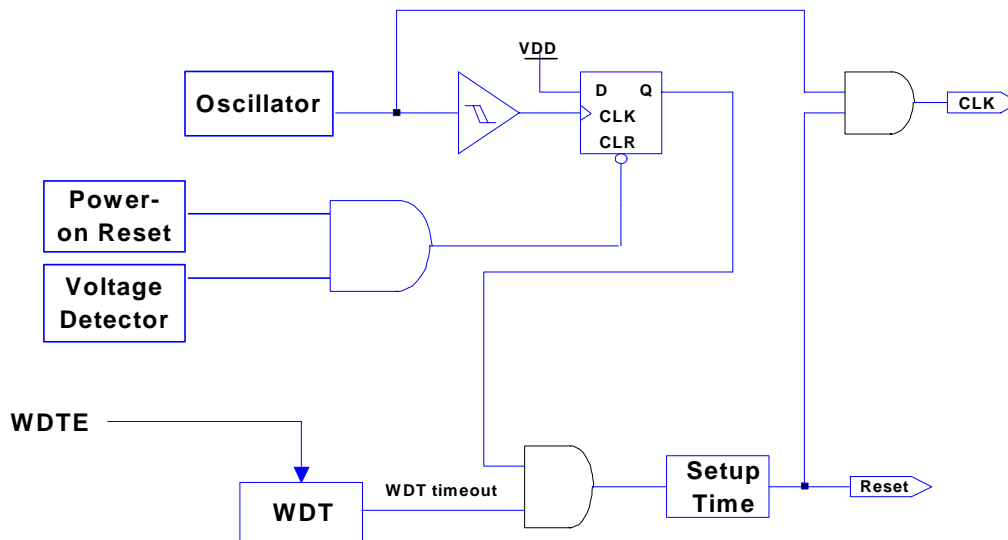 VDD
Oscillator
D Q
CLK
CLR
CLK
Power-
on Reset
Voltage
Detector
WDTE
WDT timeout
WDT
Setup
Time
Reset